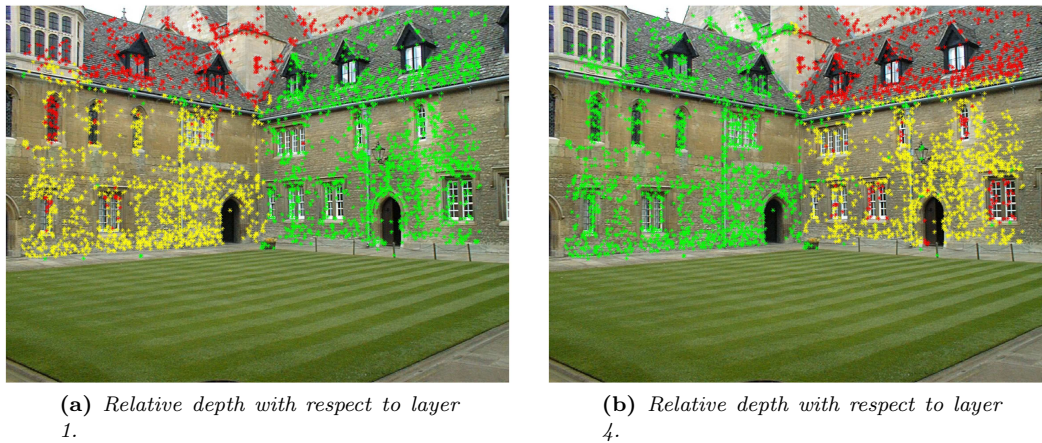 (a) Relative depth with respect to layer
1.
(b) Relative depth with respect to layer
4.